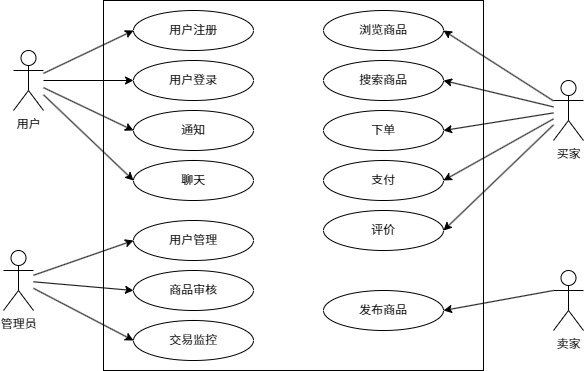 用户注册
浏览商品
用户登录
搜索商品
用户
通知
下单
买家
聊天
支付
用户管理
评价
商品审核
管理员
发布商品
交易监控
卖家